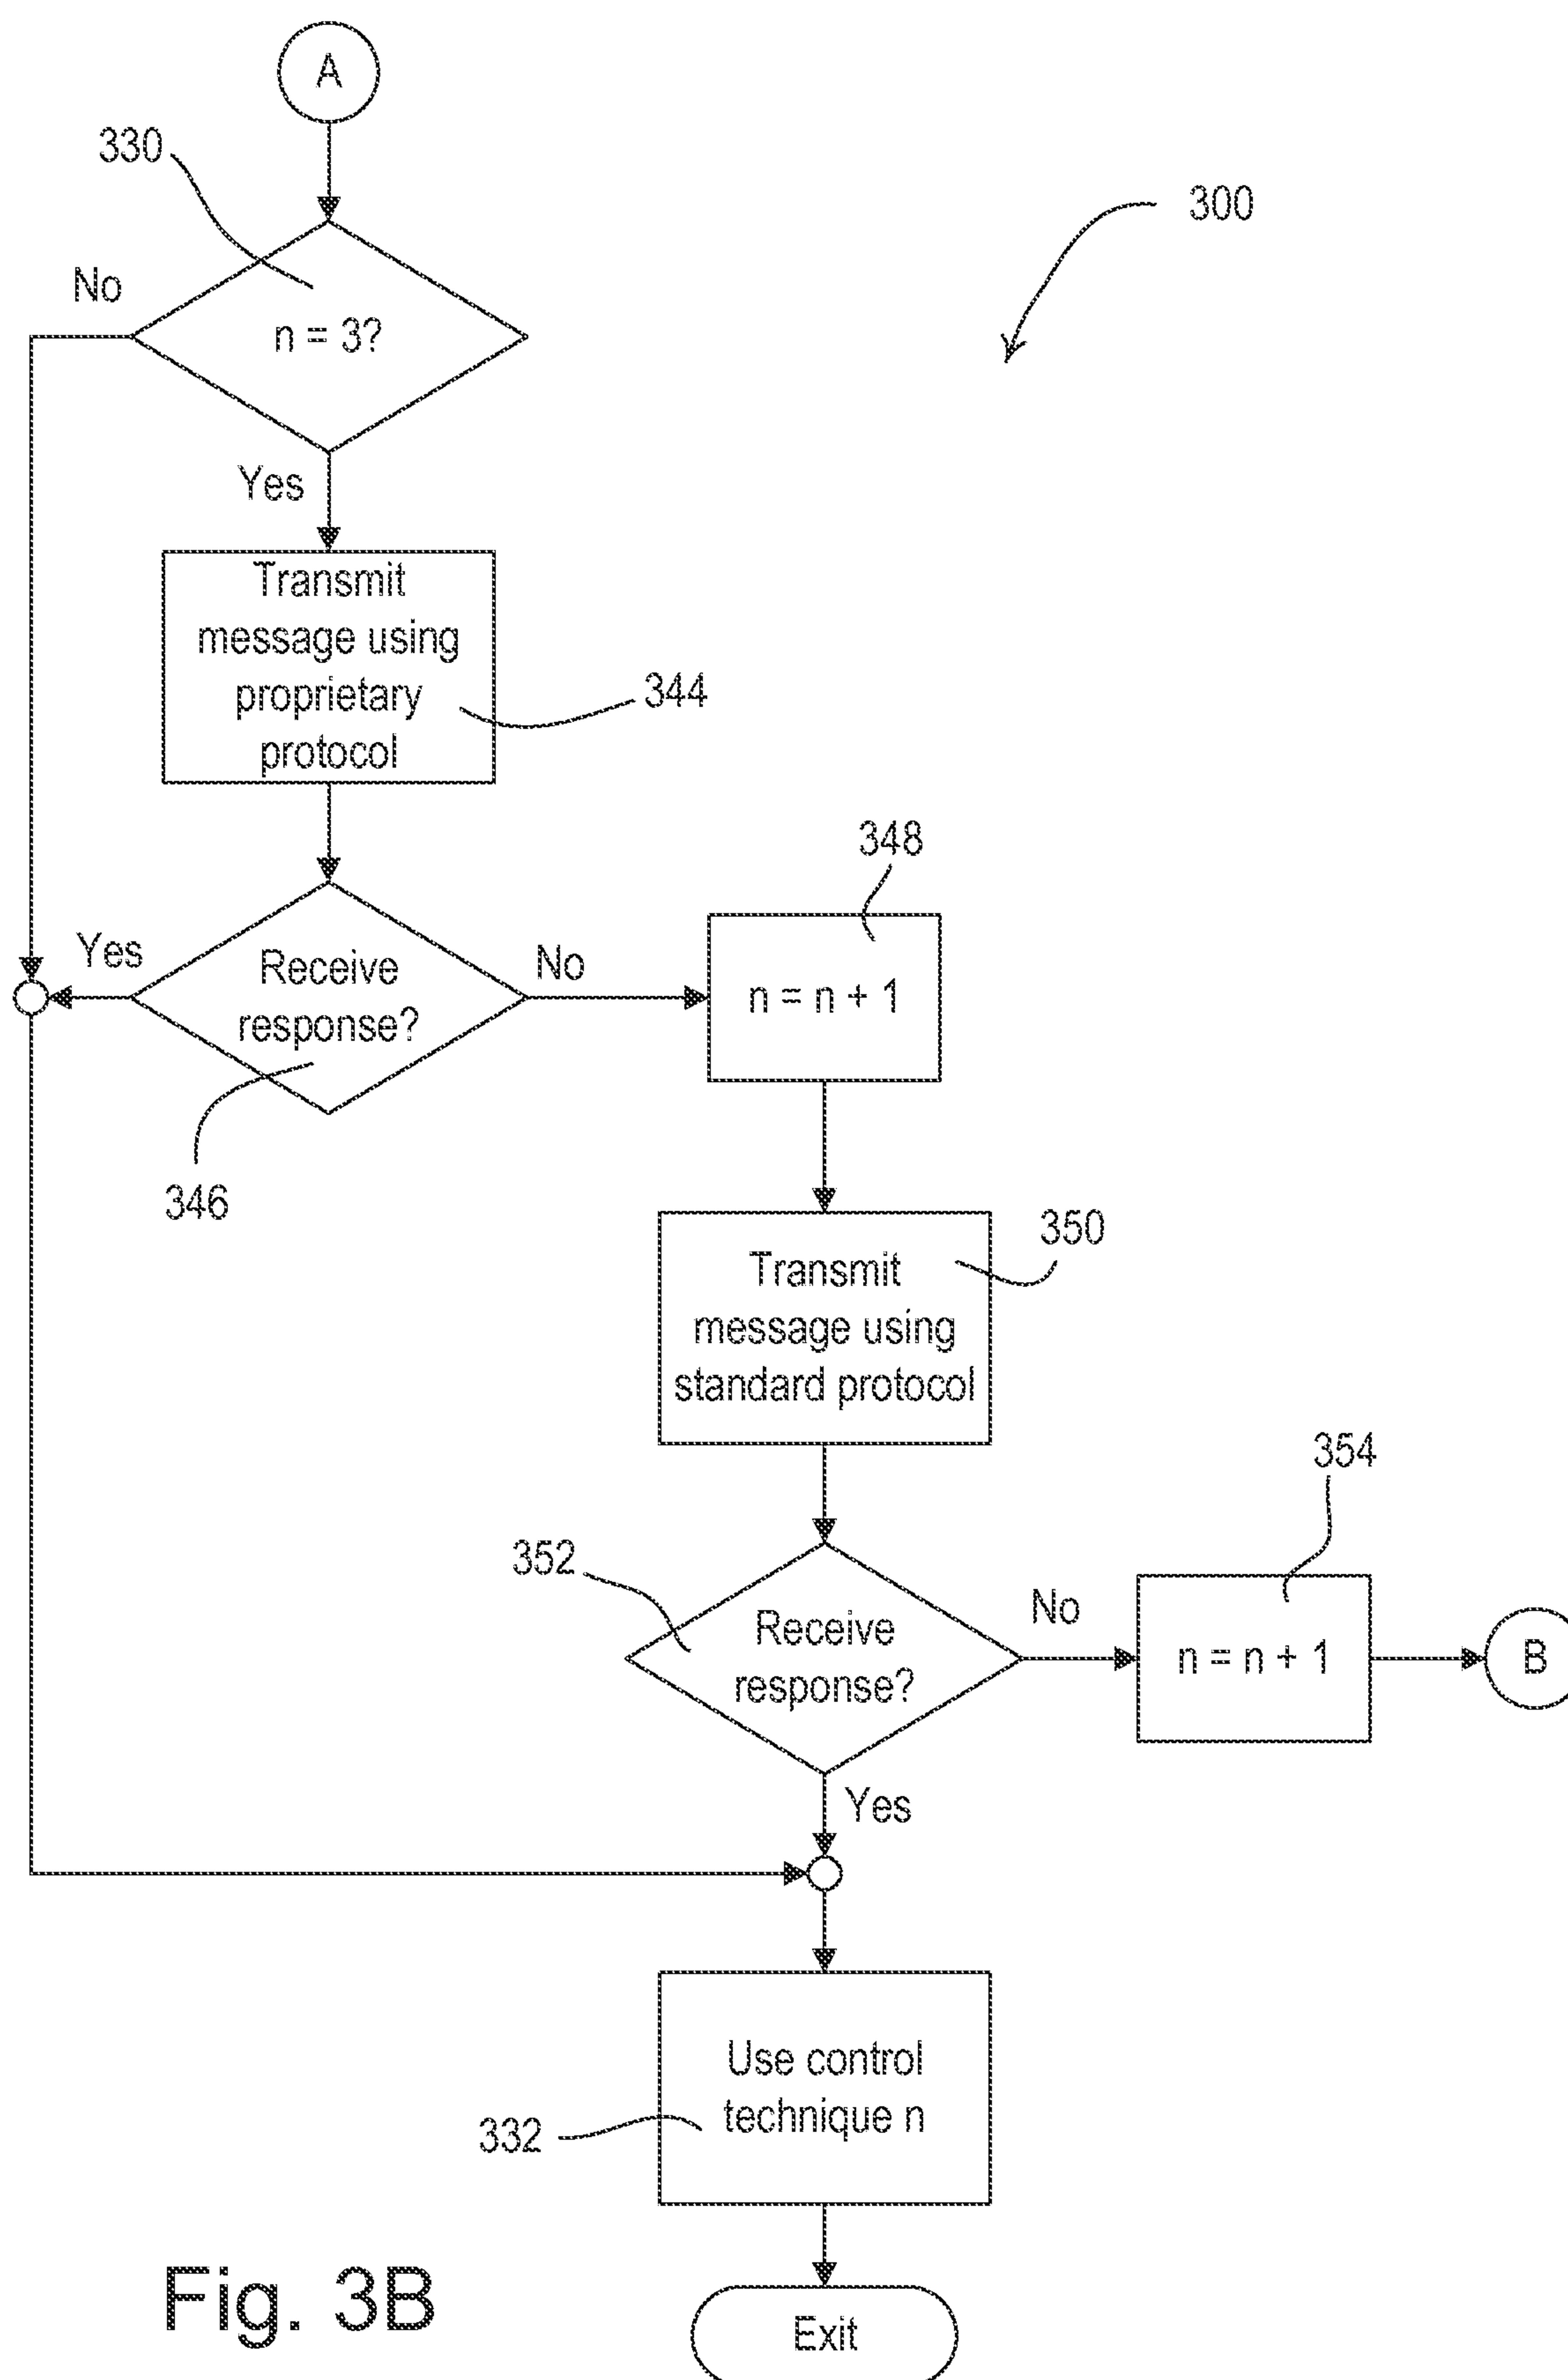 A
330
300
No
n = 3?
Yes
Transmit
message using
proprietary
protocol
344
348
Yes
Receive
response?
No
n = n + 1
346
350
Transmit
message using
standard protocol
354
352
Receive
response?
No
n = n + 1
B
Yes
Use control
technique n
332
Exit
Fig. 3B